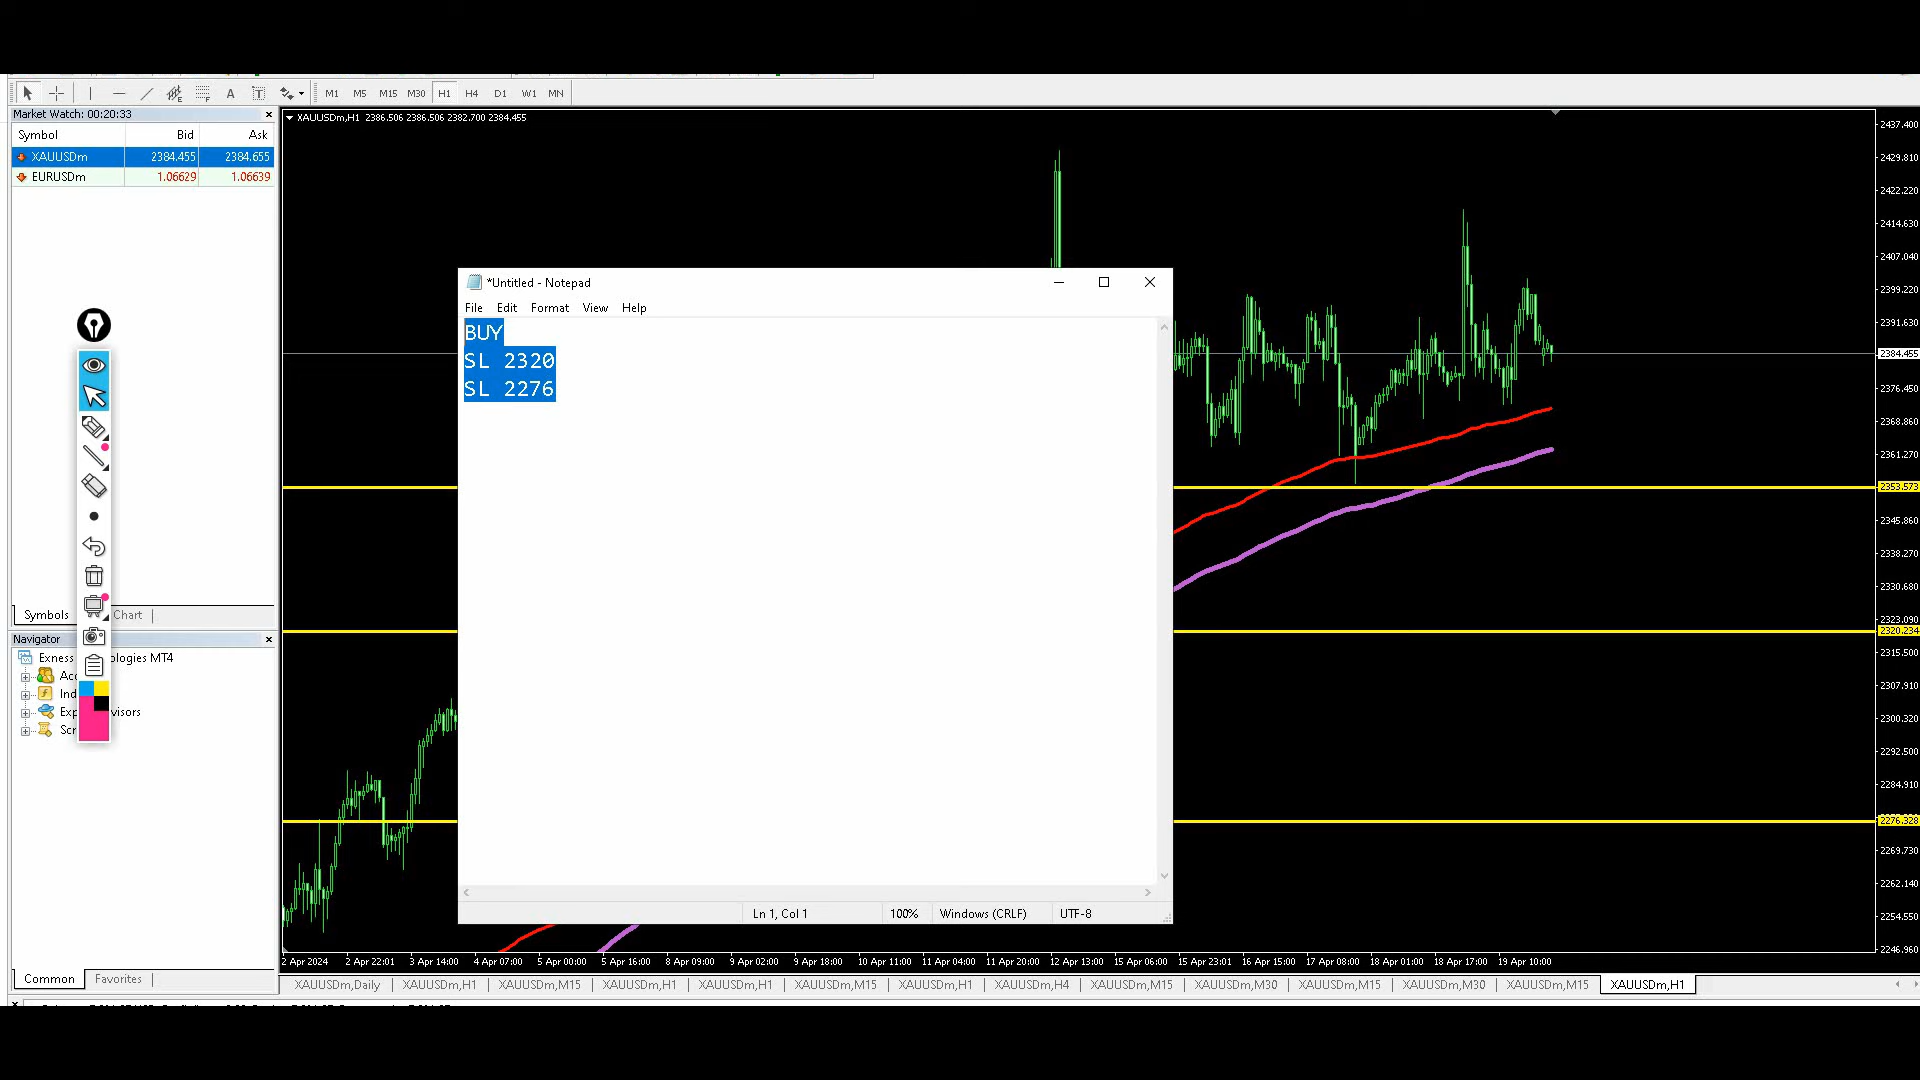 M1 M5 M15 M30 H1 H4 D1 W1 MN
Market Watch: 00:20:33
Symbol Bid Ask
XAUUSDm 2384.455 2384.655
EURUSDm 1.06629 1.06639
Symbols Chart
Navigator
Exness ologies MT4
Acc
Ind
Exp visors
Scr
Common Favorites
XAUUSDm,H1 2386.506 2386.506 2382.700 2384.455
*Untitled - Notepad
File Edit Format View Help
BUY
SL 2320
SL 2276
Ln 1, Col 1 100% Windows (CRLF) UTF-8
2437.400
2429.810
2422.220
2414.630
2407.040
2399.220
2391.630
2384.455
2376.450
2368.860
2361.270
2353.573
2345.860
2338.270
2330.680
2323.090
2320.234
2315.500
2307.910
2300.320
2292.500
2284.910
2276.328
2269.730
2262.140
2254.550
2246.960
2 Apr 2024 2 Apr 22:01 3 Apr 14:00 4 Apr 07:00 5 Apr 00:00 5 Apr 16:00 8 Apr 09:00 9 Apr 02:00 9 Apr 18:00 10 Apr 11:00 11 Apr 04:00 11 Apr 20:00 12 Apr 13:00 15 Apr 06:00 15 Apr 23:01 16 Apr 15:00 17 Apr 08:00 18 Apr 01:00 18 Apr 17:00 19 Apr 10:00
XAUUSDm,Daily XAUUSDm,H1 XAUUSDm,M15 XAUUSDm,H1 XAUUSDm,H1 XAUUSDm,M15 XAUUSDm,H1 XAUUSDm,H4 XAUUSDm,M15 XAUUSDm,M30 XAUUSDm,M15 XAUUSDm,M30 XAUUSDm,M15 XAUUSDm,H1